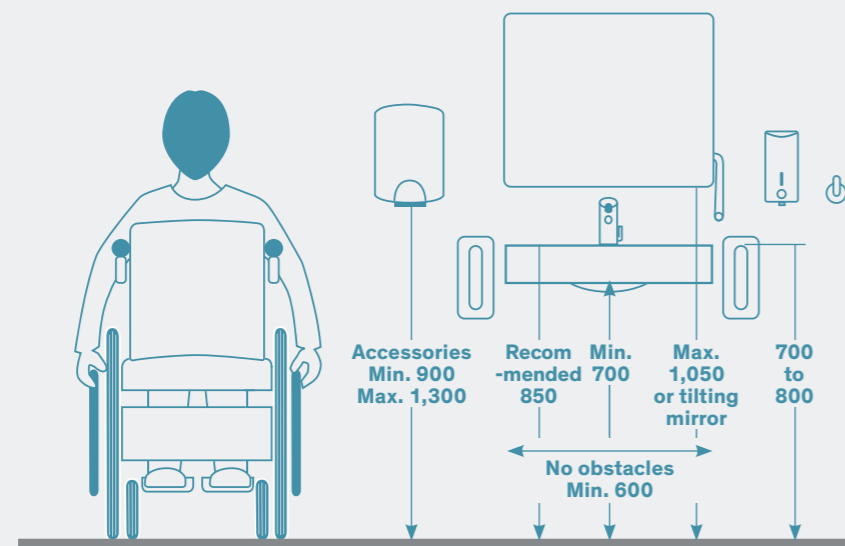 Accessories
Min. 900
Max. 1,300
Recom
-mended
850
Min.
700
Max.
1,050
or tilting
mirror
700
to
800
No obstacles
Min. 600